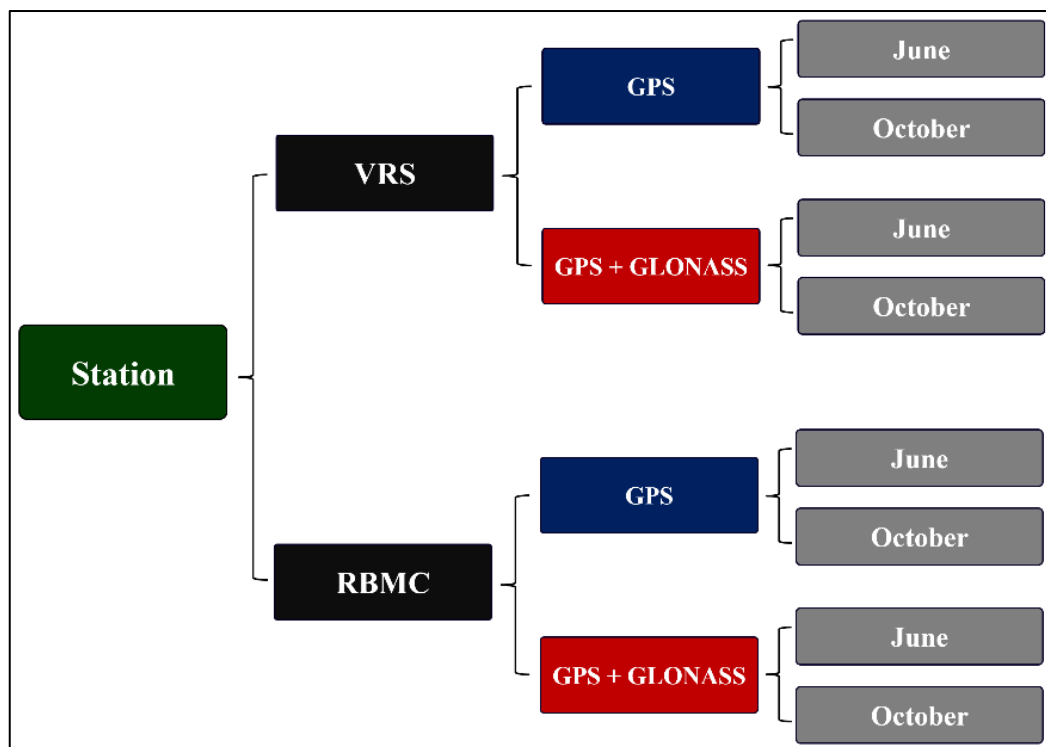 June
GPS
October
VRS
June
GPS + GLONASS
October
Station
June
GPS
October
RBMC
June
GPS + GLONASS
October